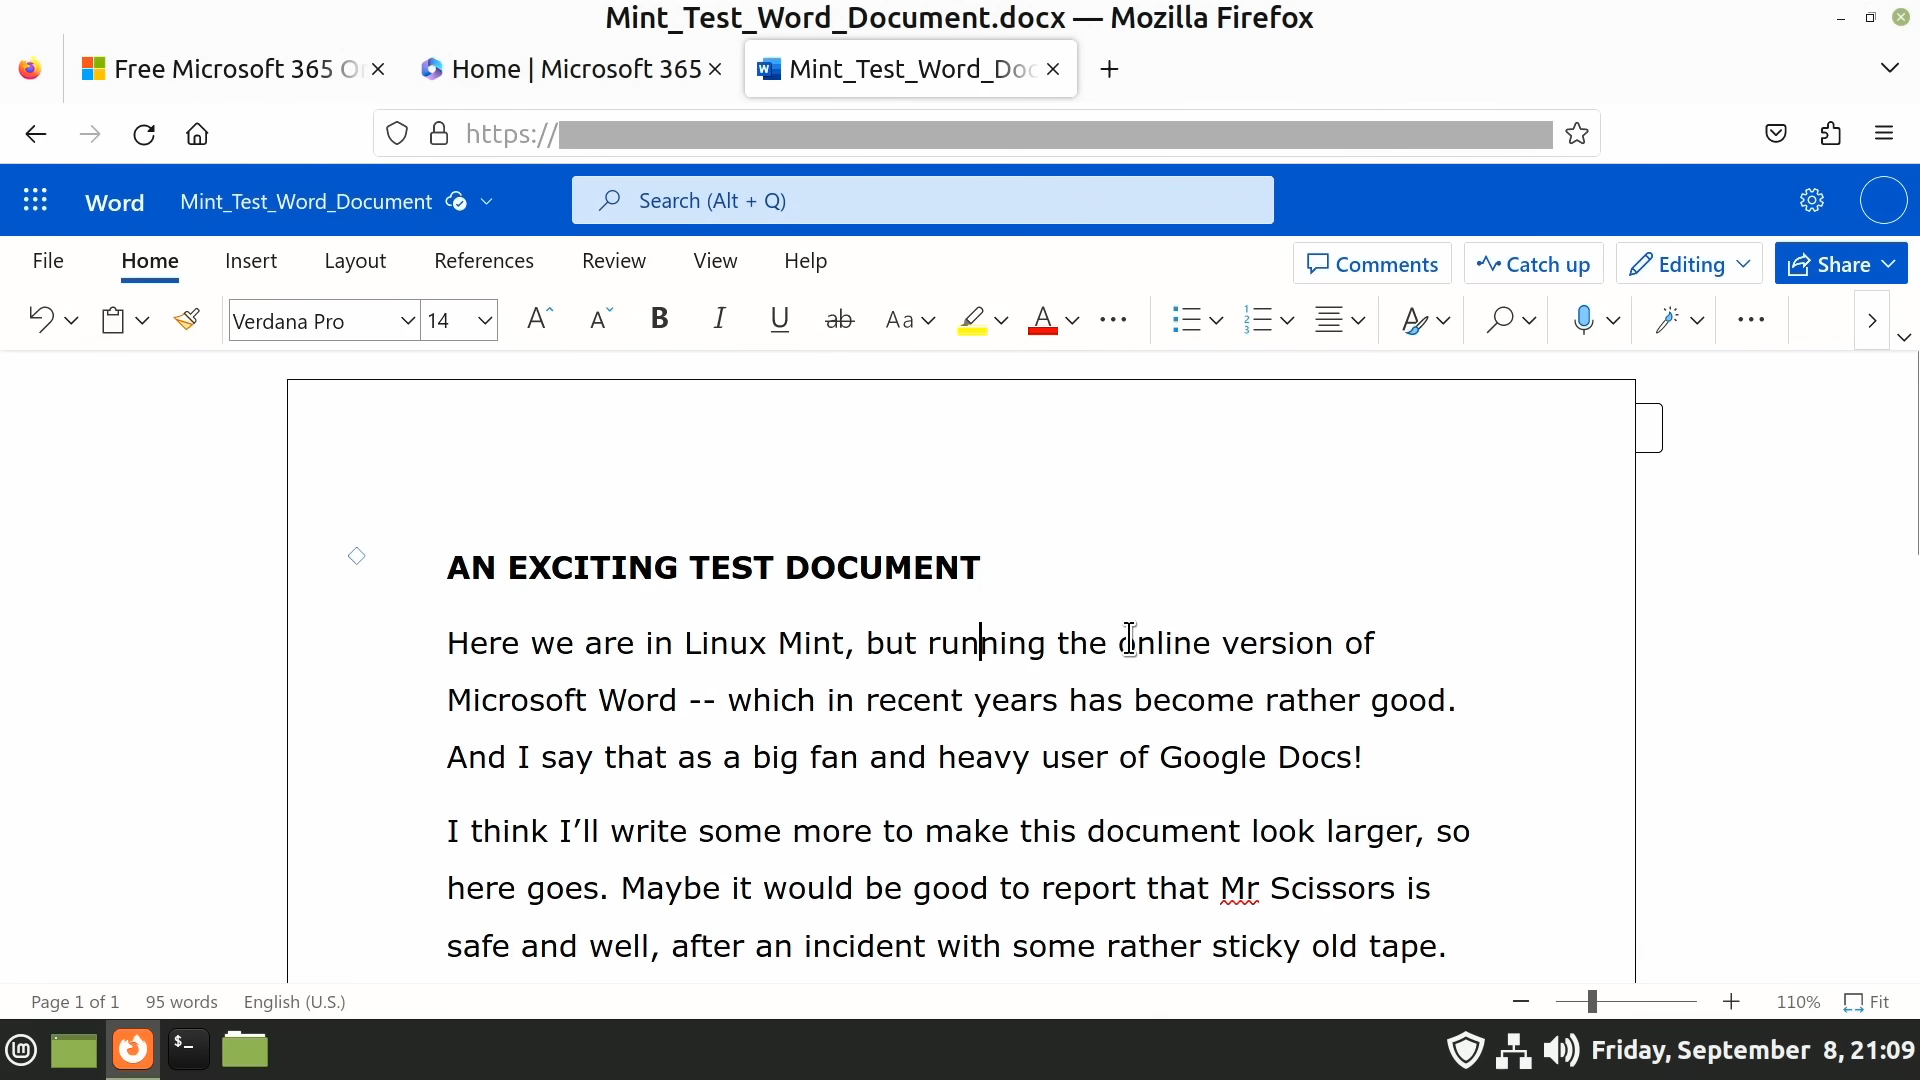 Mint_Test_Word_Document.docx — Mozilla Firefox
Free Microsoft 365 O
Home | Microsoft 365
Mint_Test_Word_Doc
https://
Word
Mint_Test_Word_Document
Search (Alt + Q)
File Home Insert Layout References Review View Help
Comments Catch up Editing Share
Verdana Pro 14
AN EXCITING TEST DOCUMENT
Here we are in Linux Mint, but running the online version of
Microsoft Word -- which in recent years has become rather good.
And I say that as a big fan and heavy user of Google Docs!
I think I’ll write some more to make this document look larger, so
here goes. Maybe it would be good to report that Mr Scissors is
safe and well, after an incident with some rather sticky old tape.
Page 1 of 1 95 words English (U.S.) 110% Fit
Friday, September 8, 21:09